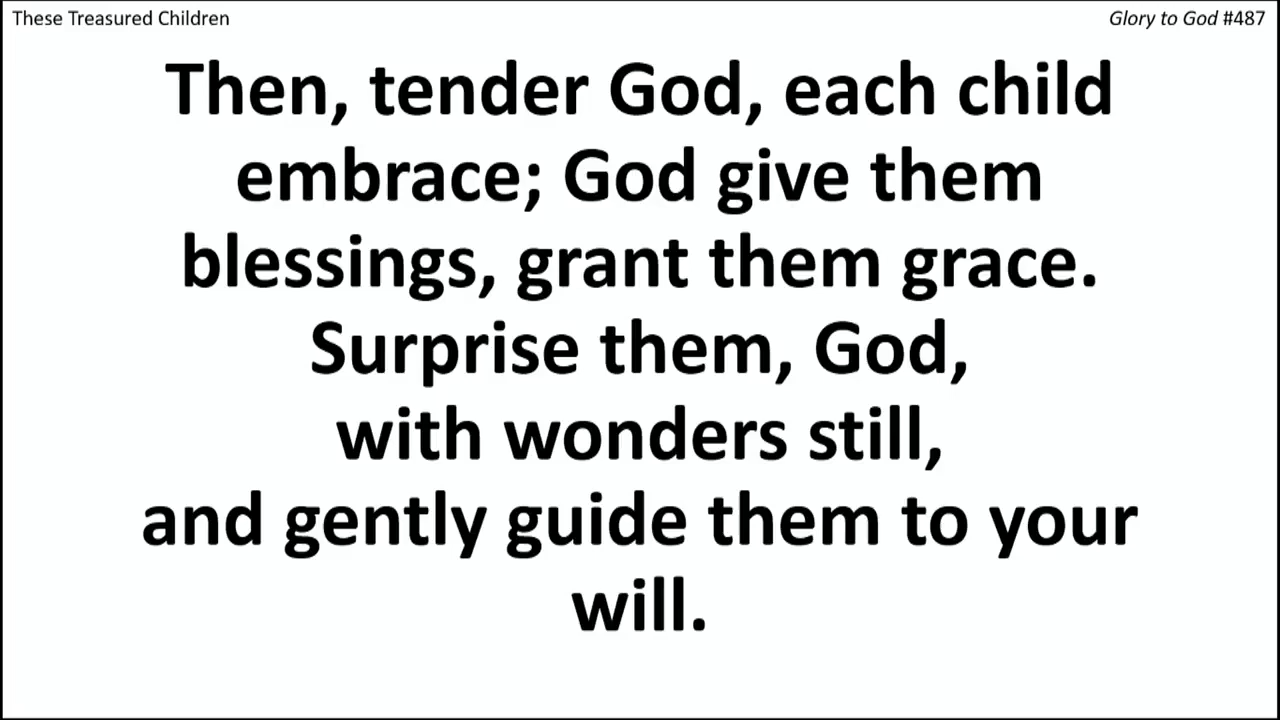 These Treasured Children
Glory to God #487
Then, tender God, each child
embrace; God give them
blessings, grant them grace.
Surprise them, God,
with wonders still,
and gently guide them to your
will.